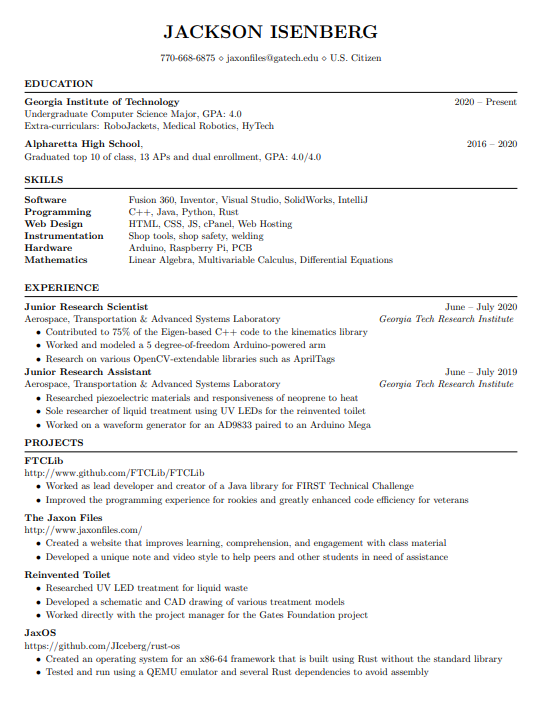 JACKSON ISENBERG
770-668-6875 ⋄ jaxonfiles@gatech.edu ⋄ U.S. Citizen
EDUCATION
Georgia Institute of Technology 2020 – Present
Undergraduate Computer Science Major, GPA: 4.0
Extra-curriculars: RoboJackets, Medical Robotics, HyTech
Alpharetta High School, 2016 – 2020
Graduated top 10 of class, 13 APs and dual enrollment, GPA: 4.0/4.0
SKILLS
Software Fusion 360, Inventor, Visual Studio, SolidWorks, IntelliJ
Programming C++, Java, Python, Rust
Web Design HTML, CSS, JS, cPanel, Web Hosting
Instrumentation Shop tools, shop safety, welding
Hardware Arduino, Raspberry Pi, PCB
Mathematics Linear Algebra, Multivariable Calculus, Differential Equations
EXPERIENCE
Junior Research Scientist June – July 2020
Aerospace, Transportation & Advanced Systems Laboratory Georgia Tech Research Institute
• Contributed to 75% of the Eigen-based C++ code to the kinematics library
• Worked and modeled a 5 degree-of-freedom Arduino-powered arm
• Research on various OpenCV-extendable libraries such as AprilTags
Junior Research Assistant June – July 2019
Aerospace, Transportation & Advanced Systems Laboratory Georgia Tech Research Institute
• Researched piezoelectric materials and responsiveness of neoprene to heat
• Sole researcher of liquid treatment using UV LEDs for the reinvented toilet
• Worked on a waveform generator for an AD9833 paired to an Arduino Mega
PROJECTS
FTCLib
http://www.github.com/FTCLib/FTCLib
• Worked as lead developer and creator of a Java library for FIRST Technical Challenge
• Improved the programming experience for rookies and greatly enhanced code efficiency for veterans
The Jaxon Files
http://www.jaxonfiles.com/
• Created a website that improves learning, comprehension, and engagement with class material
• Developed a unique note and video style to help peers and other students in need of assistance
Reinvented Toilet
• Researched UV LED treatment for liquid waste
• Developed a schematic and CAD drawing of various treatment models
• Worked directly with the project manager for the Gates Foundation project
JaxOS
https://github.com/JIceberg/rust-os
• Created an operating system for an x86-64 framework that is built using Rust without the standard library
• Tested and run using a QEMU emulator and several Rust dependencies to avoid assembly